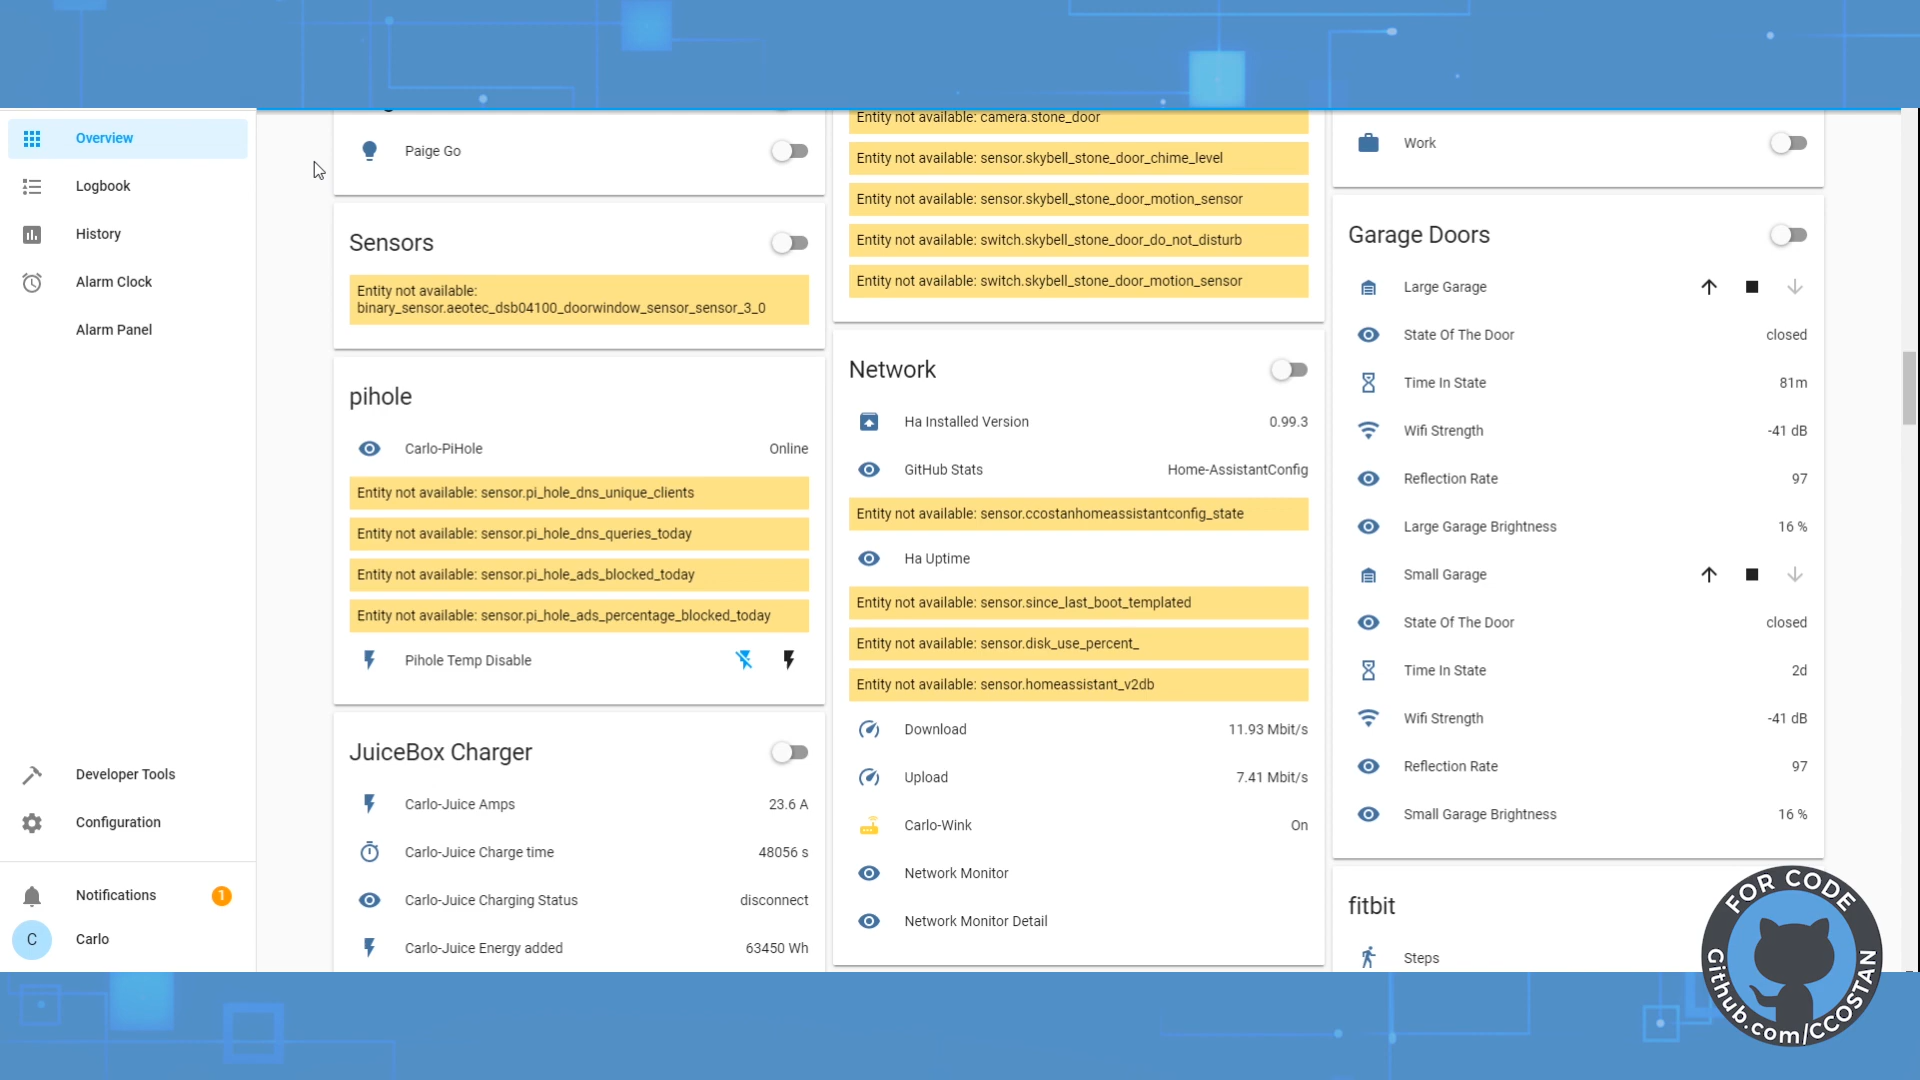 Overview
Logbook
History
Alarm Clock
Alarm Panel
Developer Tools
Configuration
Notifications 1
C Carlo
Paige Go
Sensors
Entity not available:
binary_sensor.aeotec_dsb04100_doorwindow_sensor_sensor_3_0
pihole
Carlo-PiHole Online
Entity not available: sensor.pi_hole_dns_unique_clients
Entity not available: sensor.pi_hole_dns_queries_today
Entity not available: sensor.pi_hole_ads_blocked_today
Entity not available: sensor.pi_hole_ads_percentage_blocked_today
Pihole Temp Disable
JuiceBox Charger
Carlo-Juice Amps 23.6 A
Carlo-Juice Charge time 48056 s
Carlo-Juice Charging Status disconnect
Carlo-Juice Energy added 63450 Wh
Entity not available: camera.stone_door
Entity not available: sensor.skybell_stone_door_chime_level
Entity not available: sensor.skybell_stone_door_motion_sensor
Entity not available: switch.skybell_stone_door_do_not_disturb
Entity not available: switch.skybell_stone_door_motion_sensor
Network
Ha Installed Version 0.99.3
GitHub Stats Home-AssistantConfig
Entity not available: sensor.ccostanhomeassistantconfig_state
Ha Uptime
Entity not available: sensor.since_last_boot_templated
Entity not available: sensor.disk_use_percent_
Entity not available: sensor.homeassistant_v2db
Download 11.93 Mbit/s
Upload 7.41 Mbit/s
Carlo-Wink On
Network Monitor
Network Monitor Detail
Work
Garage Doors
Large Garage
State Of The Door closed
Time In State 81m
Wifi Strength -41 dB
Reflection Rate 97
Large Garage Brightness 16 %
Small Garage
State Of The Door closed
Time In State 2d
Wifi Strength -41 dB
Reflection Rate 97
Small Garage Brightness 16 %
fitbit
Steps
FOR CODE
Github.com/CCOSTAN